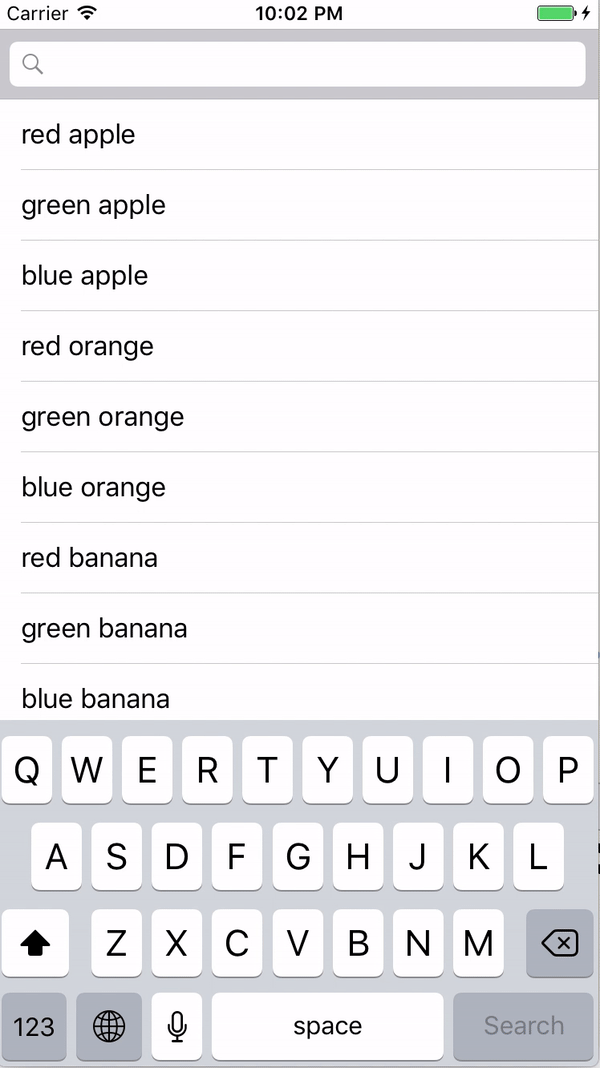 Carrier 10:02 PM
red apple
green apple
blue apple
red orange
green orange
blue orange
red banana
green banana
blue banana
Q W E R T Y U I O P
A S D F G H J K L
Z X C V B N M
123 space Search